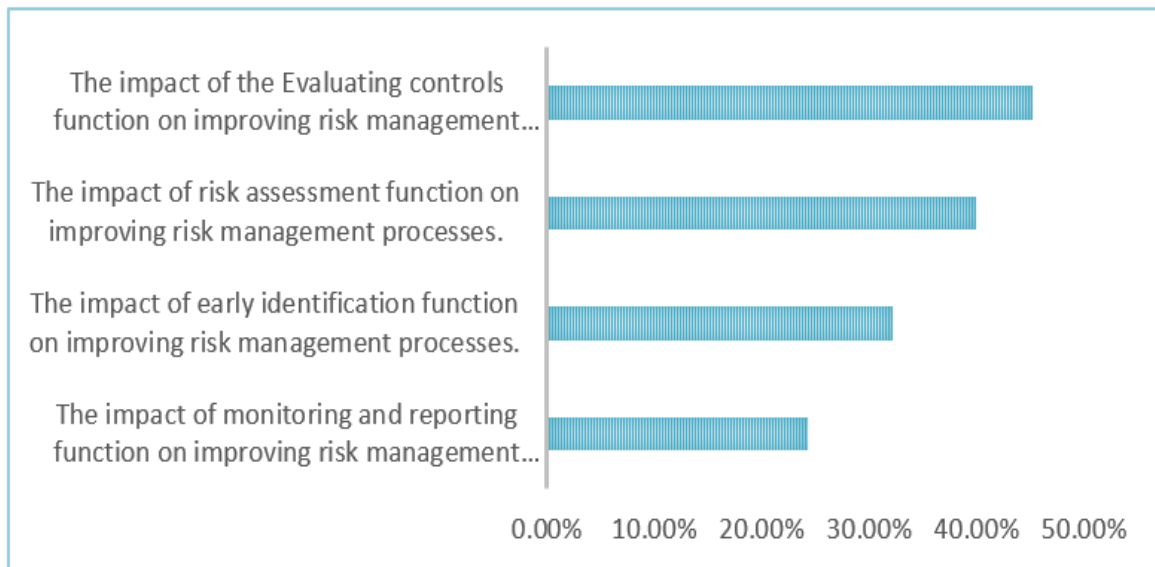 The impact of the Evaluating controls
function on improving risk management...
The impact of risk assessment function on
improving risk management processes.
The impact of early identification function
on improving risk management processes.
The impact of monitoring and reporting
function on improving risk management...
0.00% 10.00% 20.00% 30.00% 40.00% 50.00%